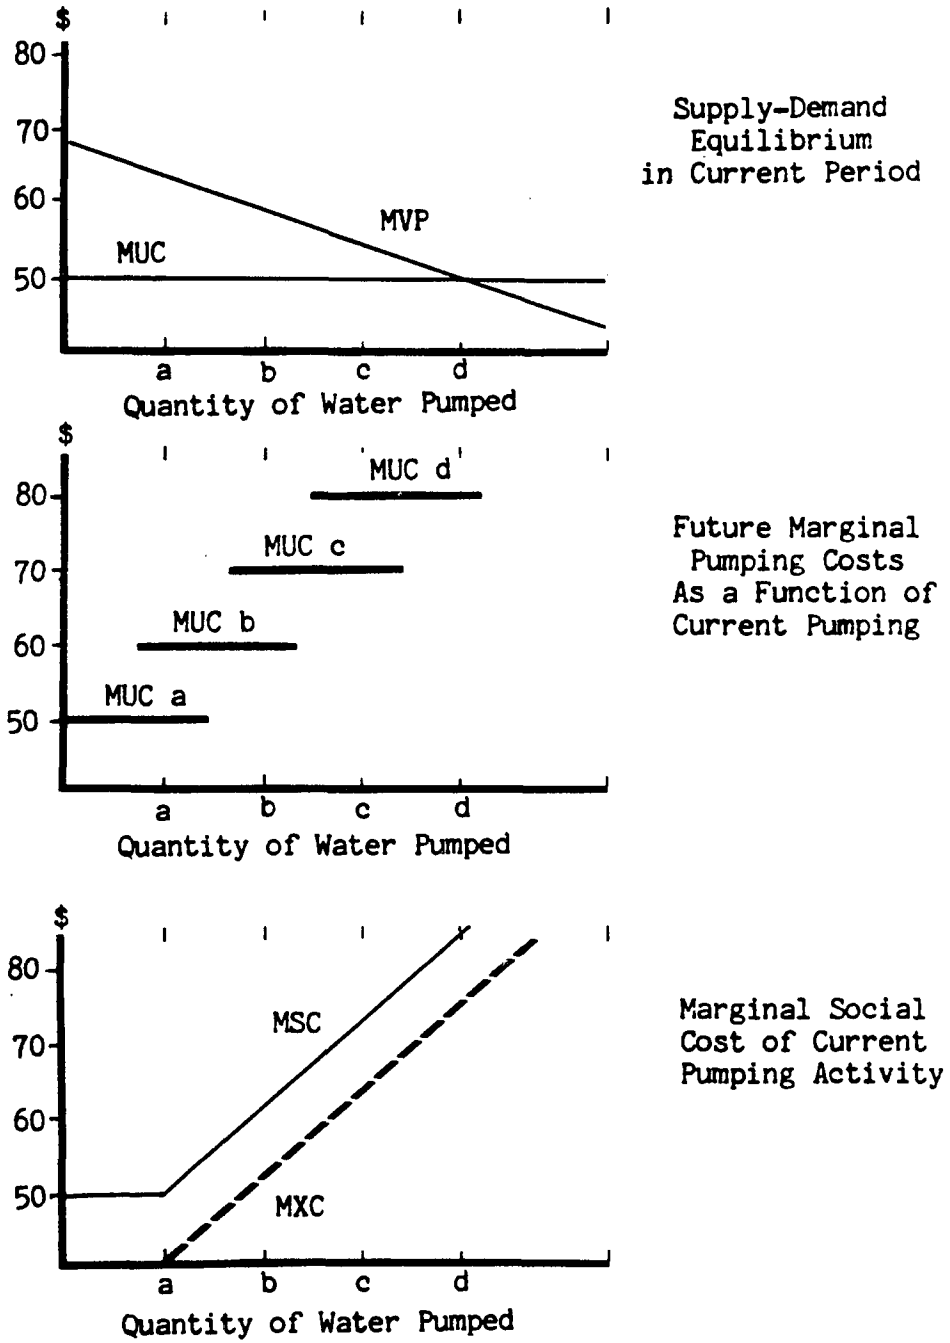 $
80
70
60
50
MVP
MUC
a b c d
Quantity of Water Pumped
Supply-Demand
Equilibrium
in Current Period
$
80
70
60
50
MUC d
MUC c
MUC b
MUC a
a b c d
Quantity of Water Pumped
Future Marginal
Pumping Costs
As a Function of
Current Pumping
$
80
70
60
50
MSC
MXC
a b c d
Quantity of Water Pumped
Marginal Social
Cost of Current
Pumping Activity